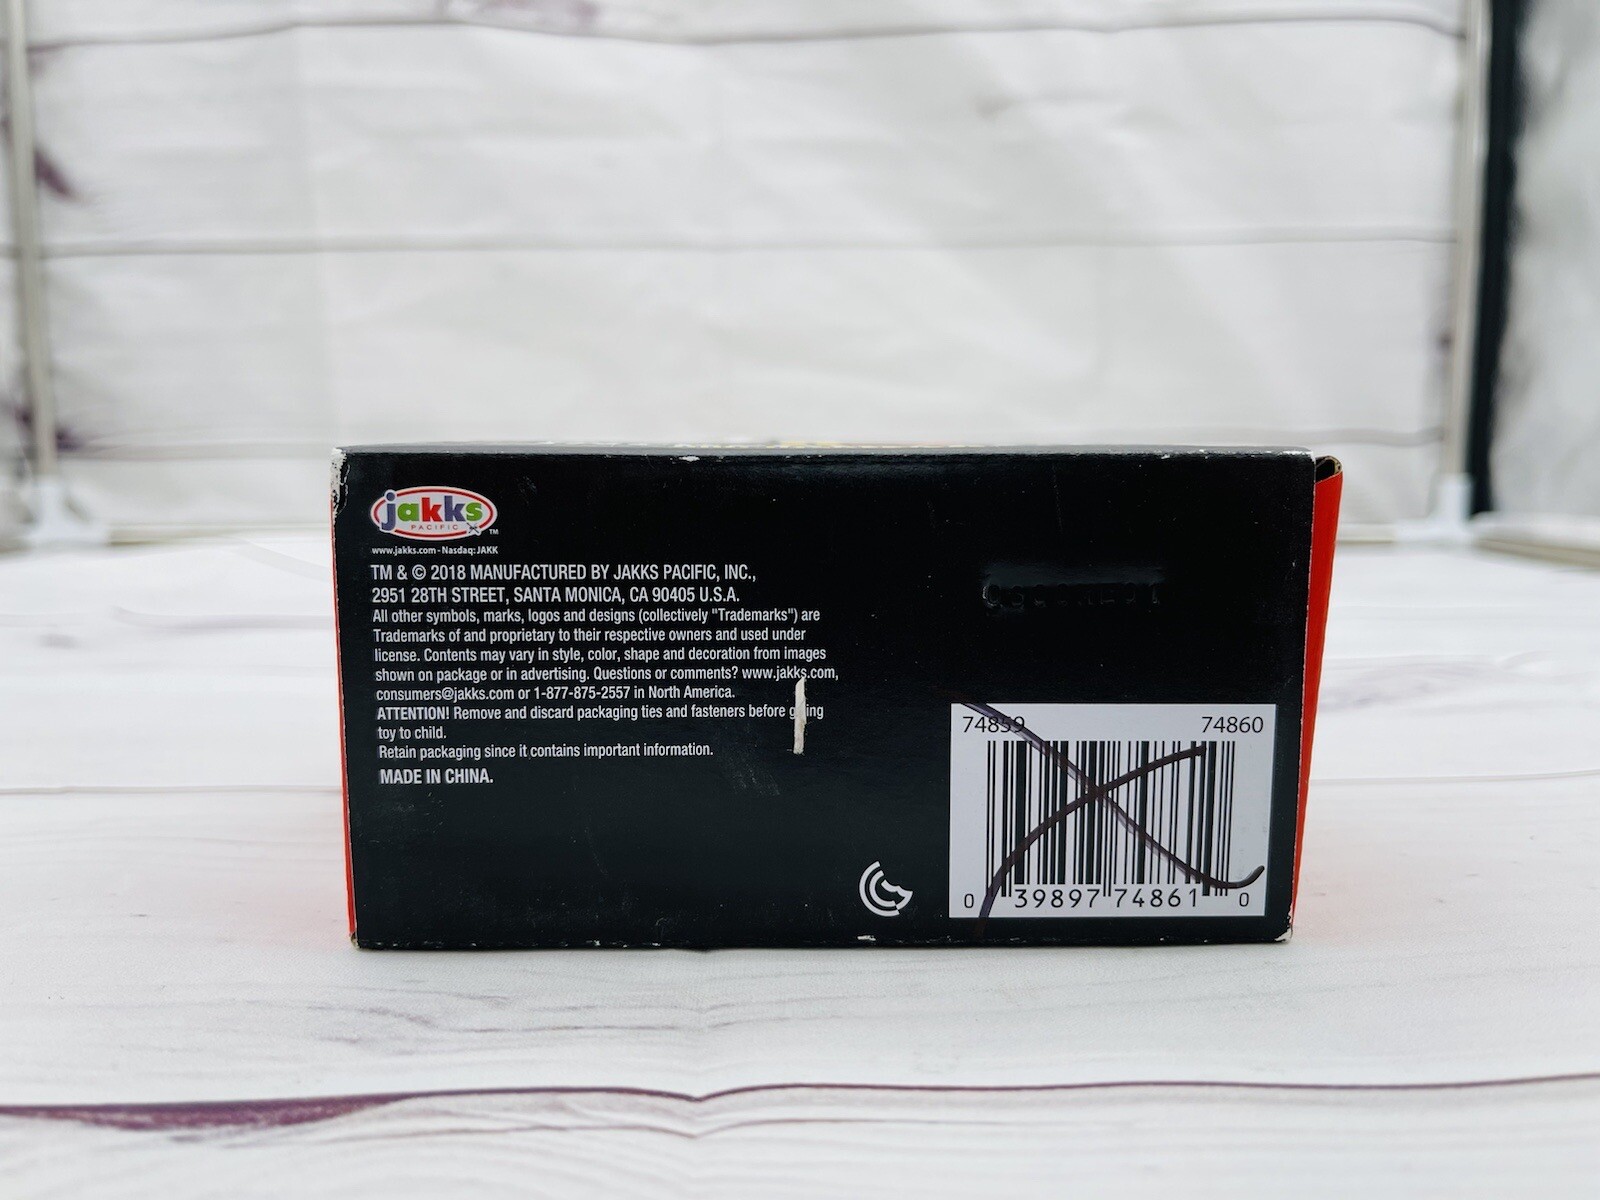 jakks
PACIFIC TM
www.jakks.com - Nasdaq: JAKK
TM & © 2018 MANUFACTURED BY JAKKS PACIFIC, INC.,
2951 28TH STREET, SANTA MONICA, CA 90405 U.S.A.
All other symbols, marks, logos and designs (collectively "Trademarks") are
Trademarks of and proprietary to their respective owners and used under
license. Contents may vary in style, color, shape and decoration from images
shown on package or in advertising. Questions or comments? www.jakks.com,
consumers@jakks.com or 1-877-875-2557 in North America.
ATTENTION! Remove and discard packaging ties and fasteners before giving
toy to child.
Retain packaging since it contains important information.
MADE IN CHINA.
74859 74860
0 39897 74861 0